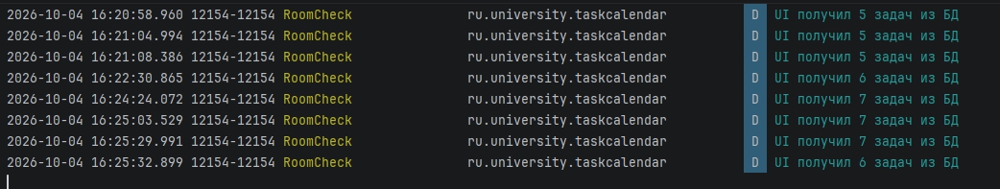 2026-10-04 16:20:58.960 12154-12154 RoomCheck ru.university.taskcalendar D UI получил 5 задач из БД
2026-10-04 16:21:04.994 12154-12154 RoomCheck ru.university.taskcalendar D UI получил 5 задач из БД
2026-10-04 16:21:08.386 12154-12154 RoomCheck ru.university.taskcalendar D UI получил 5 задач из БД
2026-10-04 16:22:30.865 12154-12154 RoomCheck ru.university.taskcalendar D UI получил 6 задач из БД
2026-10-04 16:24:24.072 12154-12154 RoomCheck ru.university.taskcalendar D UI получил 7 задач из БД
2026-10-04 16:25:03.529 12154-12154 RoomCheck ru.university.taskcalendar D UI получил 7 задач из БД
2026-10-04 16:25:29.991 12154-12154 RoomCheck ru.university.taskcalendar D UI получил 7 задач из БД
2026-10-04 16:25:32.899 12154-12154 RoomCheck ru.university.taskcalendar D UI получил 6 задач из БД